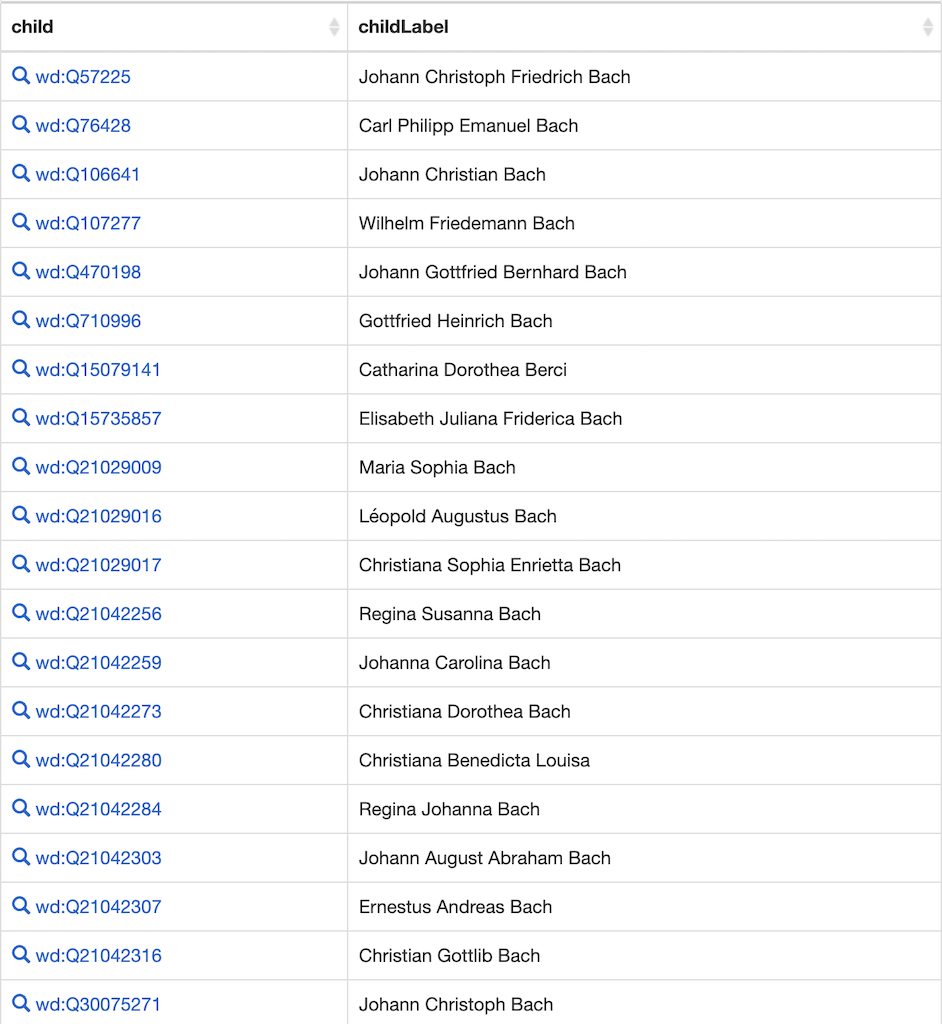 child childLabel
wd:Q57225 Johann Christoph Friedrich Bach
wd:Q76428 Carl Philipp Emanuel Bach
wd:Q106641 Johann Christian Bach
wd:Q107277 Wilhelm Friedemann Bach
wd:Q470198 Johann Gottfried Bernhard Bach
wd:Q710996 Gottfried Heinrich Bach
wd:Q15079141 Catharina Dorothea Berci
wd:Q15735857 Elisabeth Juliana Friderica Bach
wd:Q21029009 Maria Sophia Bach
wd:Q21029016 Léopold Augustus Bach
wd:Q21029017 Christiana Sophia Enrietta Bach
wd:Q21042256 Regina Susanna Bach
wd:Q21042259 Johanna Carolina Bach
wd:Q21042273 Christiana Dorothea Bach
wd:Q21042280 Christiana Benedicta Louisa
wd:Q21042284 Regina Johanna Bach
wd:Q21042303 Johann August Abraham Bach
wd:Q21042307 Ernestus Andreas Bach
wd:Q21042316 Christian Gottlib Bach
wd:Q30075271 Johann Christoph Bach